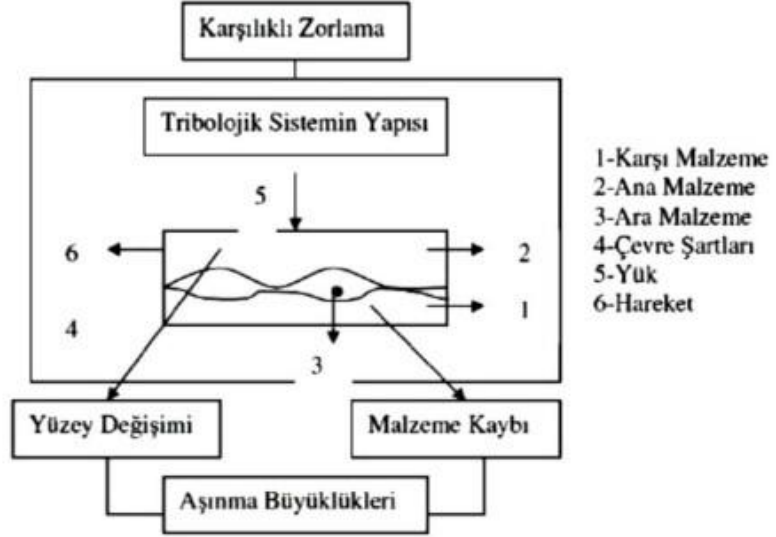 Karşılıklı Zorlama
Tribolojik Sistemin Yapısı
5
6
2
4
1
3
1-Karşı Malzeme
2-Ana Malzeme
3-Ara Malzeme
4-Çevre Şartları
5-Yük
6-Hareket
Yüzey Değişimi
Malzeme Kaybı
Aşınma Büyüklükleri